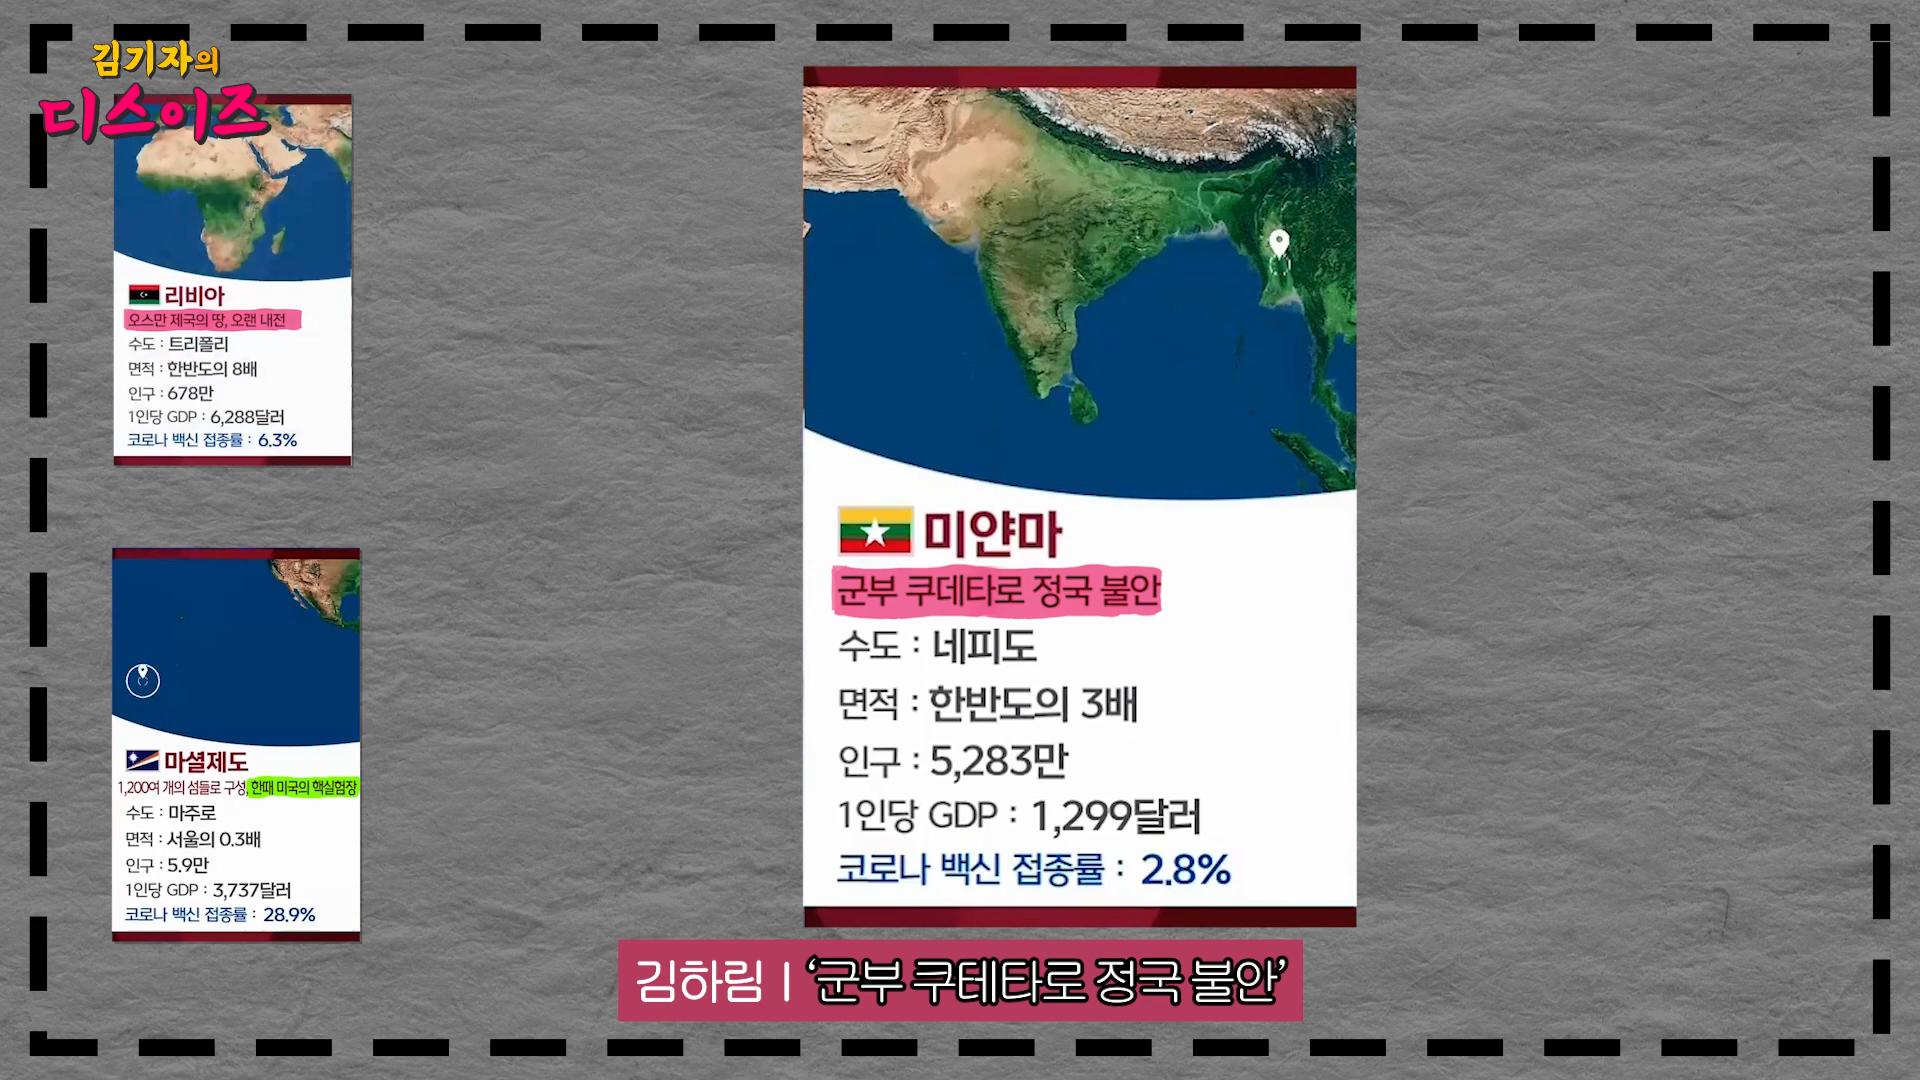 김기자의
디스이즈
리비아
오스만 제국의 땅, 오랜 내전
수도 : 트리폴리
면적 : 한반도의 8배
인구 : 678만
1인당 GDP : 6,288달러
코로나 백신 접종률 : 6.3%
마셜제도
1,200여 개의 섬들로 구성, 한때 미국의 핵실험장
수도 : 마주로
면적 : 서울의 0.3배
인구 : 5.9만
1인당 GDP : 3,737달러
코로나 백신 접종률 : 28.9%
미얀마
군부 쿠데타로 정국 불안
수도 : 네피도
면적 : 한반도의 3배
인구 : 5,283만
1인당 GDP : 1,299달러
코로나 백신 접종률 : 2.8%
김하림 | ‘군부 쿠테타로 정국 불안’